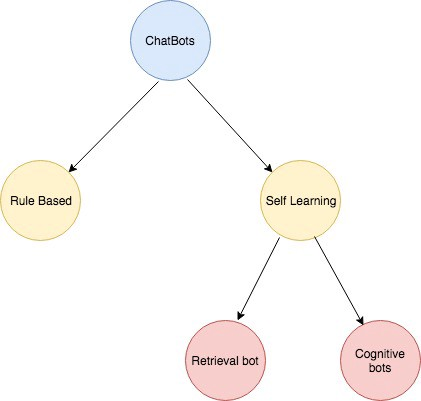 ChatBots
Rule Based
Self Learning
Retrieval bot
Cognitive
bots